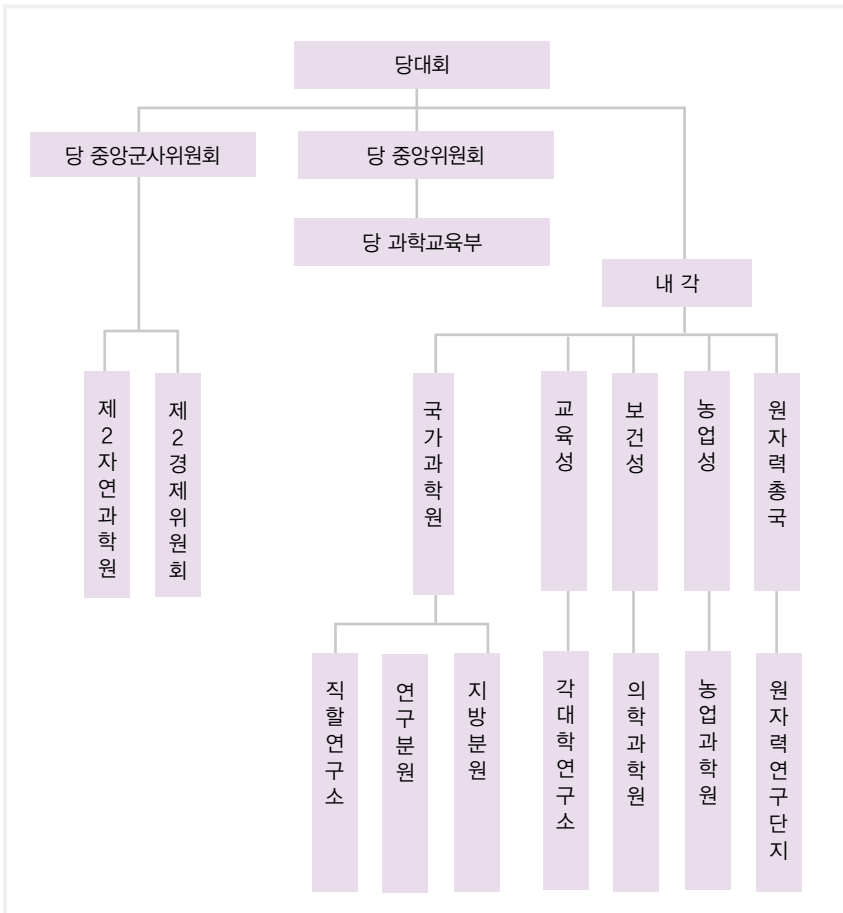 당대회
당 중앙군사위원회
당 중앙위원회
당 과학교육부
내 각
제2자연과학원
제2경제위원회
국가과학원
교육성
보건성
농업성
원자력총국
직할연구소
연구분원
지방분원
각대학연구소
의학과학원
농업과학원
원자력연구단지